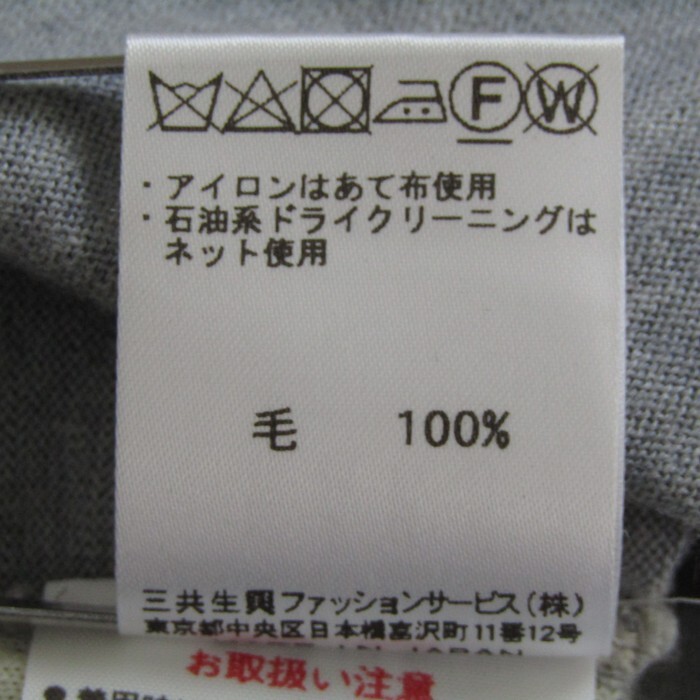 F W
・アイロンはあて布使用
・石油系ドライクリーニングは
ネット使用
毛 100%
三共生興ファッションサービス(株)
東京都中央区日本橋富沢町11番12号
お取扱い注意